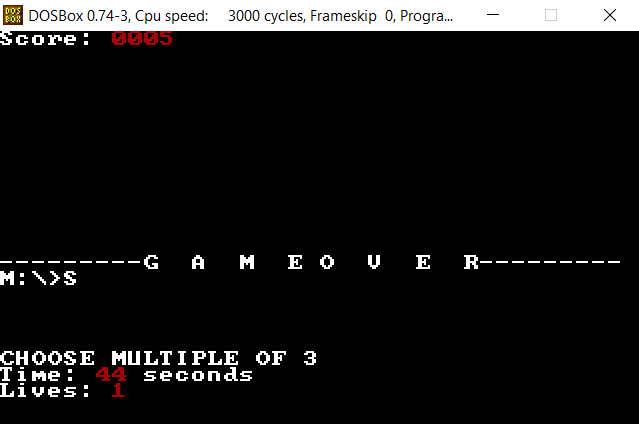 DOS BOX DOSBox 0.74-3, Cpu speed: 3000 cycles, Frameskip 0, Progra...
Score: 0005
---------G A M E O V E R---------
M:\>S
CHOOSE MULTIPLE OF 3
Time: 44 seconds
Lives: 1